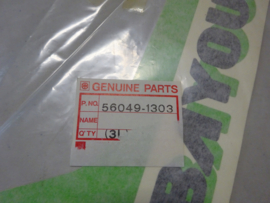 GENUINE PARTS
P.NO. 56049-1303
NAME
Q'TY (3)
BAYOU